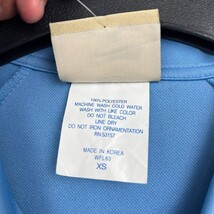 100% POLYESTER
MACHINE WASH COLD WATER
WASH WITH LIKE COLOR
DO NOT BLEACH
LINE DRY
DO NOT IRON ORNAMENTATION
RN 53157
MADE IN KOREA
WFL63
XS